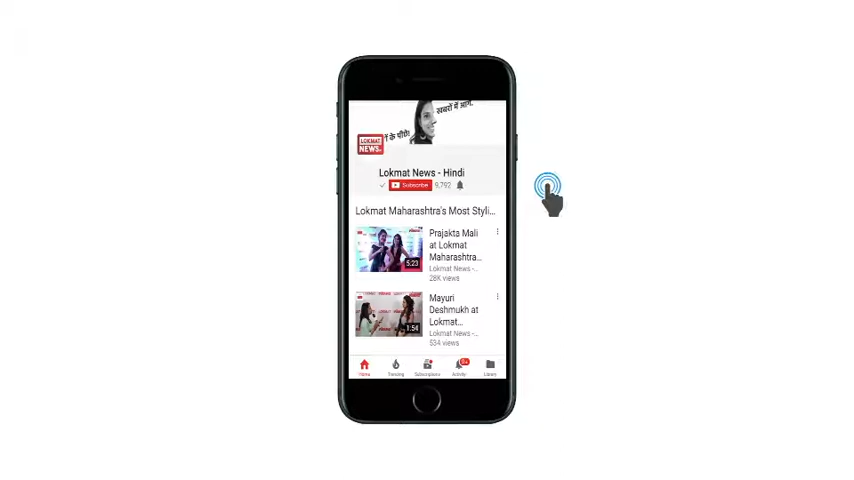 खबरों में आगे,
के पीछे!
LOKMAT
NEWS
Lokmat News - Hindi
Subscribe 9,792
Lokmat Maharashtra's Most Styli...
Prajakta Mali
at Lokmat
Maharashtra...
Lokmat News -...
28K views
5:23
Mayuri
Deshmukh at
Lokmat...
Lokmat News -...
534 views
1:54
Home Trending Subscriptions Activity Library